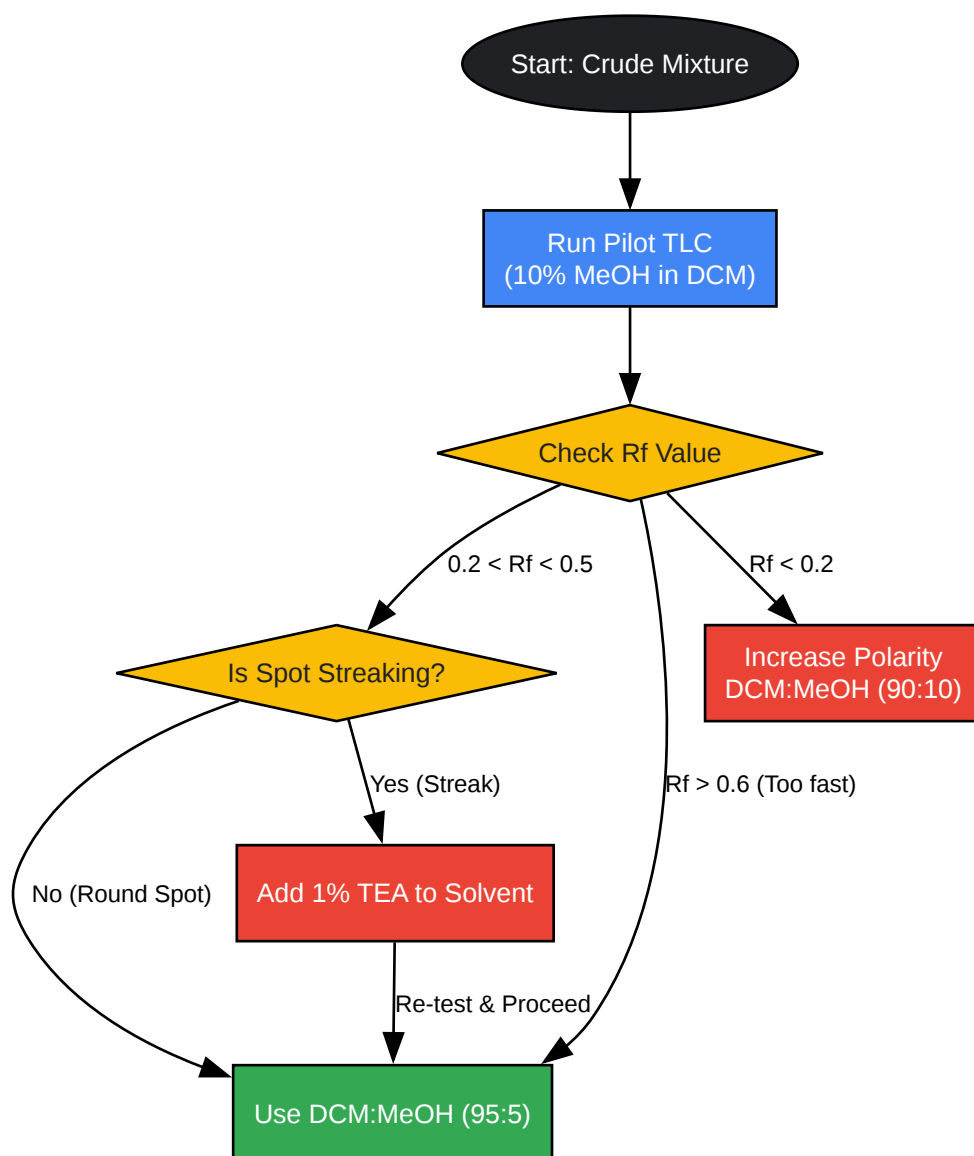 Start: Crude Mixture
Run Pilot TLC
(10% MeOH in DCM)
Check Rf Value
0.2 < Rf < 0.5
Rf < 0.2
Is Spot Streaking?
Increase Polarity
DCM:MeOH (90:10)
Yes (Streak)
Rf > 0.6 (Too fast)
No (Round Spot)
Add 1% TEA to Solvent
Re-test & Proceed
Use DCM:MeOH (95:5)